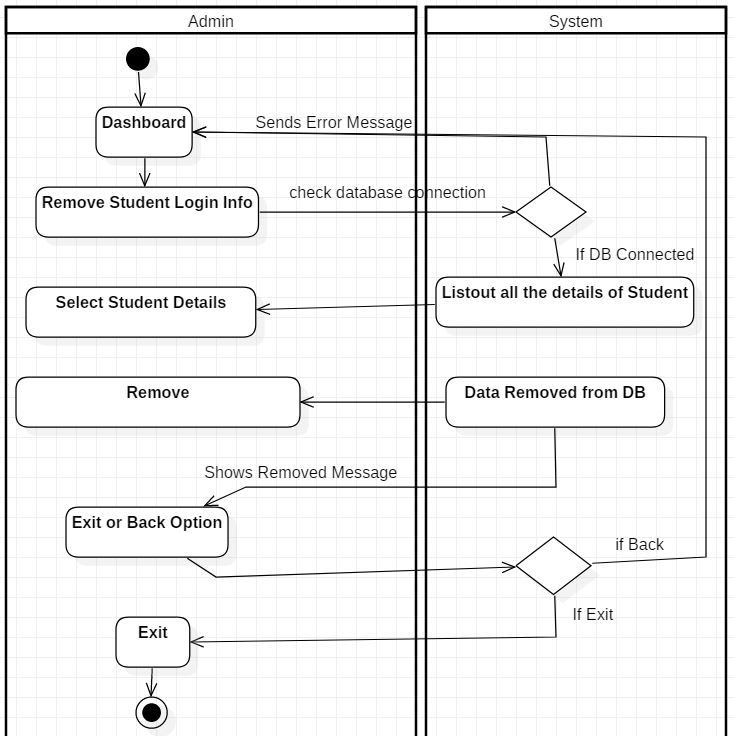 Admin
System
Dashboard
Sends Error Message
Remove Student Login Info
check database connection
If DB Connected
Select Student Details
Listout all the details of Student
Remove
Data Removed from DB
Shows Removed Message
Exit or Back Option
if Back
If Exit
Exit